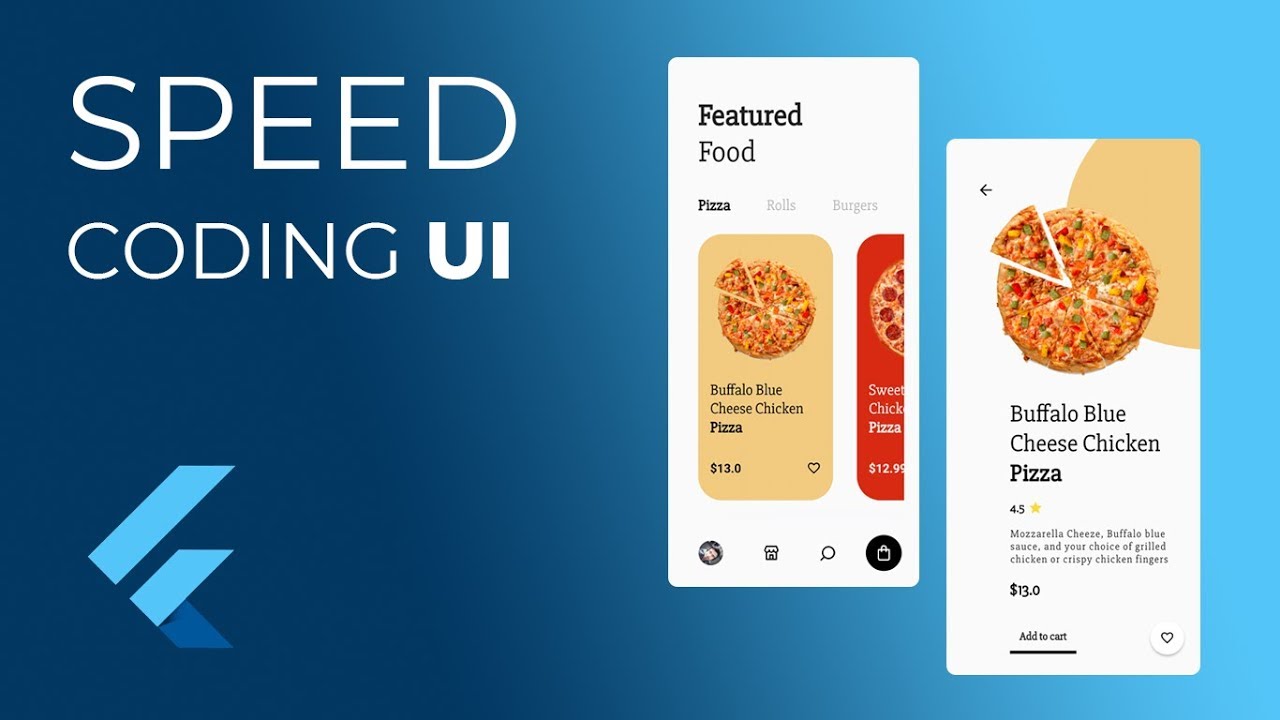 SPEED
CODING UI
Featured
Food
Pizza
Rolls
Burgers
Buffalo Blue
Cheese Chicken
Pizza
$13.0
Sweet
Pizza
$12.99
Buffalo Blue
Cheese Chicken
Pizza
4.5
Mozzarella Cheeze, Buffalo blue
sauce, and your choice of grilled
chicken or crispy chicken fingers
$13.0
Add to cart